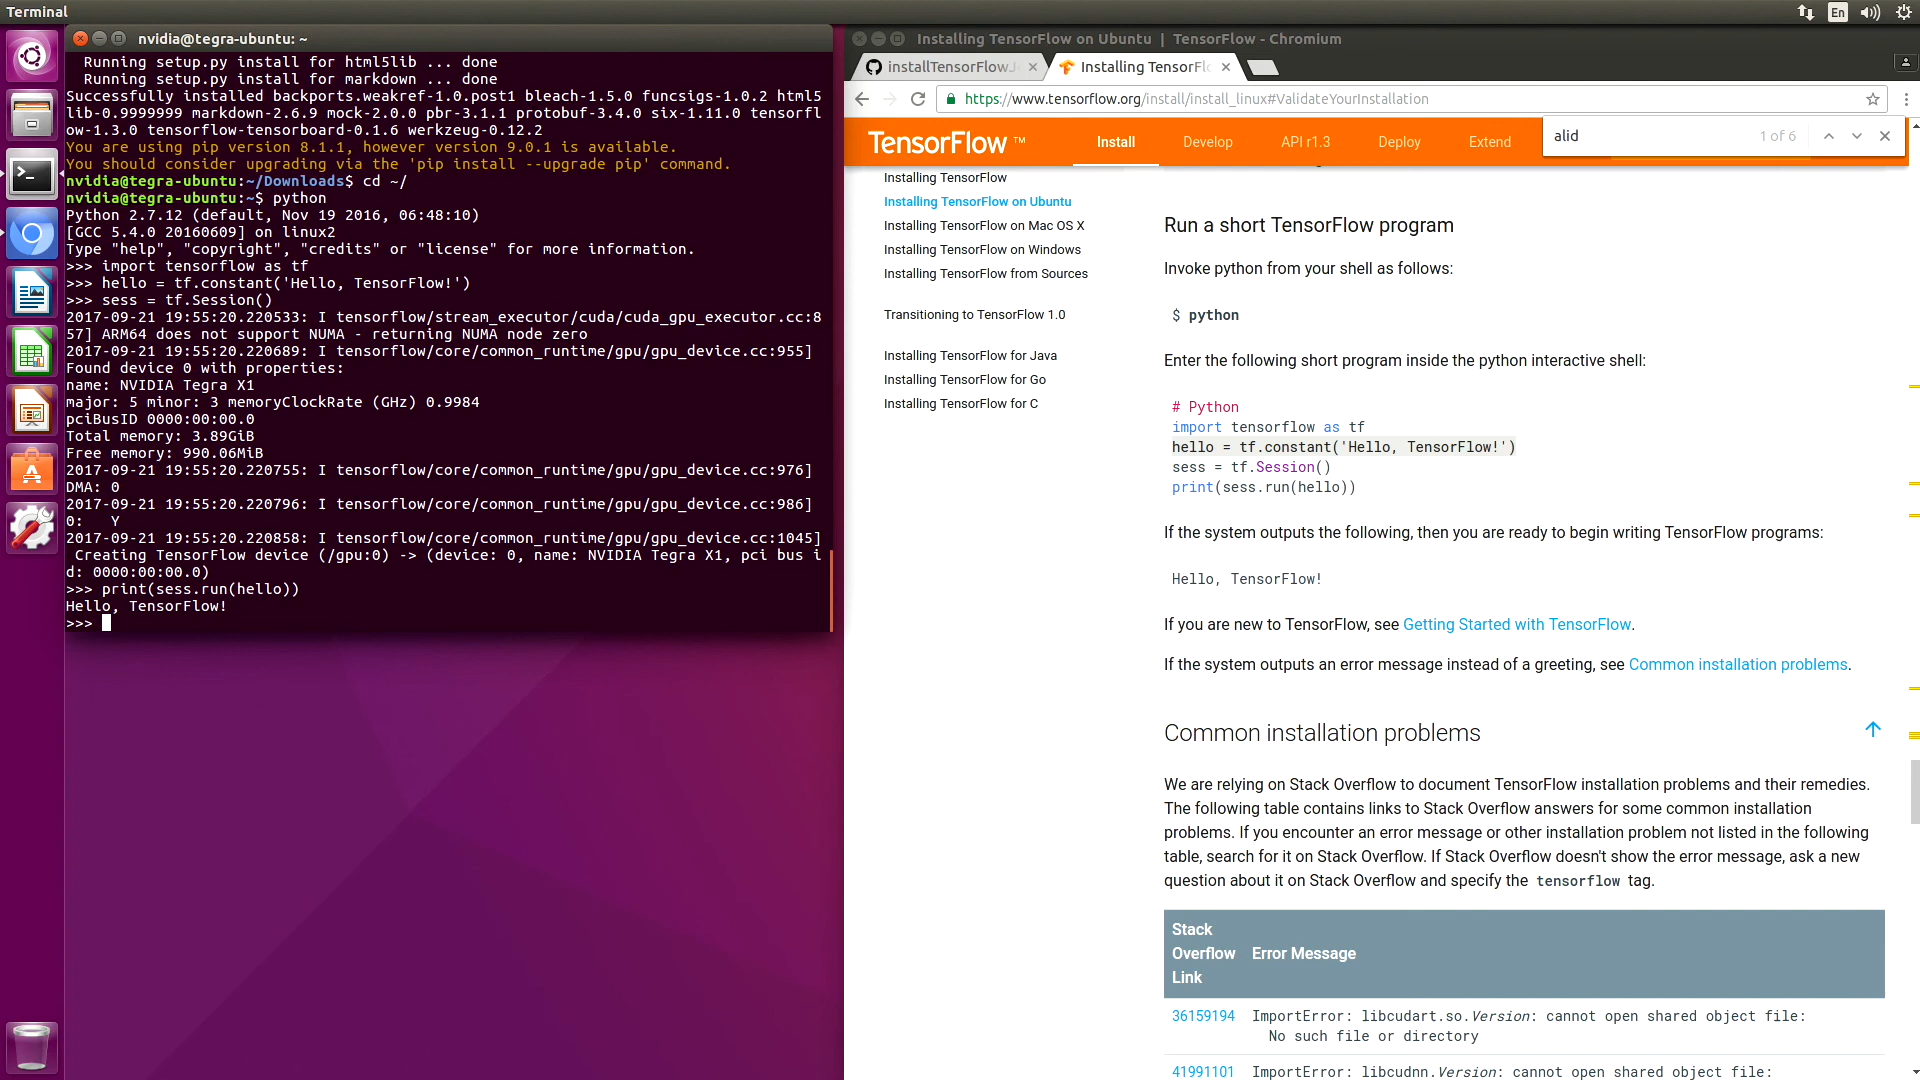 Terminal
En
nvidia@tegra-ubuntu: ~
Running setup.py install for html5lib ... done
Running setup.py install for markdown ... done
Successfully installed backports.weakref-1.0.post1 bleach-1.5.0 funcsigs-1.0.2 html5
lib-0.9999999 markdown-2.6.9 mock-2.0.0 pbr-3.1.1 protobuf-3.4.0 six-1.11.0 tensorfl
ow-1.3.0 tensorflow-tensorboard-0.1.6 werkzeug-0.12.2
You are using pip version 8.1.1, however version 9.0.1 is available.
You should consider upgrading via the 'pip install --upgrade pip' command.
nvidia@tegra-ubuntu:~/Downloads$ cd ~/
nvidia@tegra-ubuntu:~$ python
Python 2.7.12 (default, Nov 19 2016, 06:48:10)
[GCC 5.4.0 20160609] on linux2
Type "help", "copyright", "credits" or "license" for more information.
>>> import tensorflow as tf
>>> hello = tf.constant('Hello, TensorFlow!')
>>> sess = tf.Session()
2017-09-21 19:55:20.220533: I tensorflow/stream_executor/cuda/cuda_gpu_executor.cc:8
57] ARM64 does not support NUMA - returning NUMA node zero
2017-09-21 19:55:20.220689: I tensorflow/core/common_runtime/gpu/gpu_device.cc:955]
Found device 0 with properties:
name: NVIDIA Tegra X1
major: 5 minor: 3 memoryClockRate (GHz) 0.9984
pciBusID 0000:00:00.0
Total memory: 3.89GiB
Free memory: 990.06MiB
2017-09-21 19:55:20.220755: I tensorflow/core/common_runtime/gpu/gpu_device.cc:976]
DMA: 0
2017-09-21 19:55:20.220796: I tensorflow/core/common_runtime/gpu/gpu_device.cc:986]
0:   Y
2017-09-21 19:55:20.220858: I tensorflow/core/common_runtime/gpu/gpu_device.cc:1045]
Creating TensorFlow device (/gpu:0) -> (device: 0, name: NVIDIA Tegra X1, pci bus i
d: 0000:00:00.0)
>>> print(sess.run(hello))
Hello, TensorFlow!
>>>
Installing TensorFlow on Ubuntu | TensorFlow - Chromium
installTensorFlowJ
Installing TensorFl
https://www.tensorflow.org/install/install_linux#ValidateYourInstallation
TensorFlow ™
Install
Develop
API r1.3
Deploy
Extend
alid
1 of 6
Installing TensorFlow
Installing TensorFlow on Ubuntu
Installing TensorFlow on Mac OS X
Installing TensorFlow on Windows
Installing TensorFlow from Sources
Transitioning to TensorFlow 1.0
Installing TensorFlow for Java
Installing TensorFlow for Go
Installing TensorFlow for C
Run a short TensorFlow program
Invoke python from your shell as follows:
$ python
Enter the following short program inside the python interactive shell:
# Python
import tensorflow as tf
hello = tf.constant('Hello, TensorFlow!')
sess = tf.Session()
print(sess.run(hello))
If the system outputs the following, then you are ready to begin writing TensorFlow programs:
Hello, TensorFlow!
If you are new to TensorFlow, see Getting Started with TensorFlow.
If the system outputs an error message instead of a greeting, see Common installation problems.
Common installation problems
We are relying on Stack Overflow to document TensorFlow installation problems and their remedies.
The following table contains links to Stack Overflow answers for some common installation
problems. If you encounter an error message or other installation problem not listed in the following
table, search for it on Stack Overflow. If Stack Overflow doesn't show the error message, ask a new
question about it on Stack Overflow and specify the tensorflow tag.
Stack
Overflow
Link
Error Message
36159194 ImportError: libcudart.so.Version: cannot open shared object file:
No such file or directory
41991101 ImportError: libcudnn.Version: cannot open shared object file: